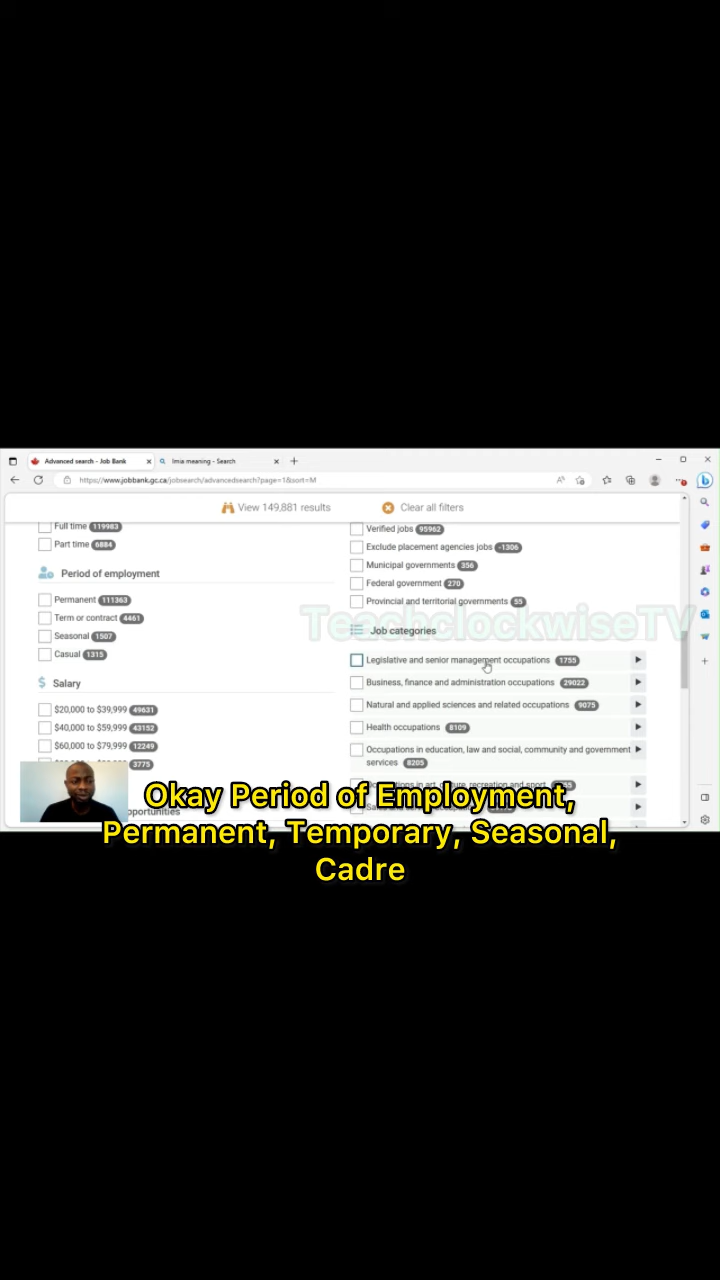 Advanced search - Job Bank
lmia meaning - Search
https://www.jobbank.gc.ca/jobsearch/advancedsearch?page=1&sort=M
View 149,881 results
Clear all filters
Full time 119983
Part time 6884
Period of employment
Permanent 111363
Term or contract 4461
Seasonal 1507
Casual 1315
Salary
$20,000 to $39,999 49631
$40,000 to $59,999 43152
$60,000 to $79,999 12249
3775
Verified jobs 95962
Exclude placement agencies jobs -1306
Municipal governments 356
Federal government 270
Provincial and territorial governments 55
TeachclockwiseTV
Job categories
Legislative and senior management occupations 1755
Business, finance and administration occupations 29022
Natural and applied sciences and related occupations 9075
Health occupations 8109
Occupations in education, law and social, community and government
services 8205
Okay Period of Employment,
Permanent, Temporary, Seasonal,
Cadre